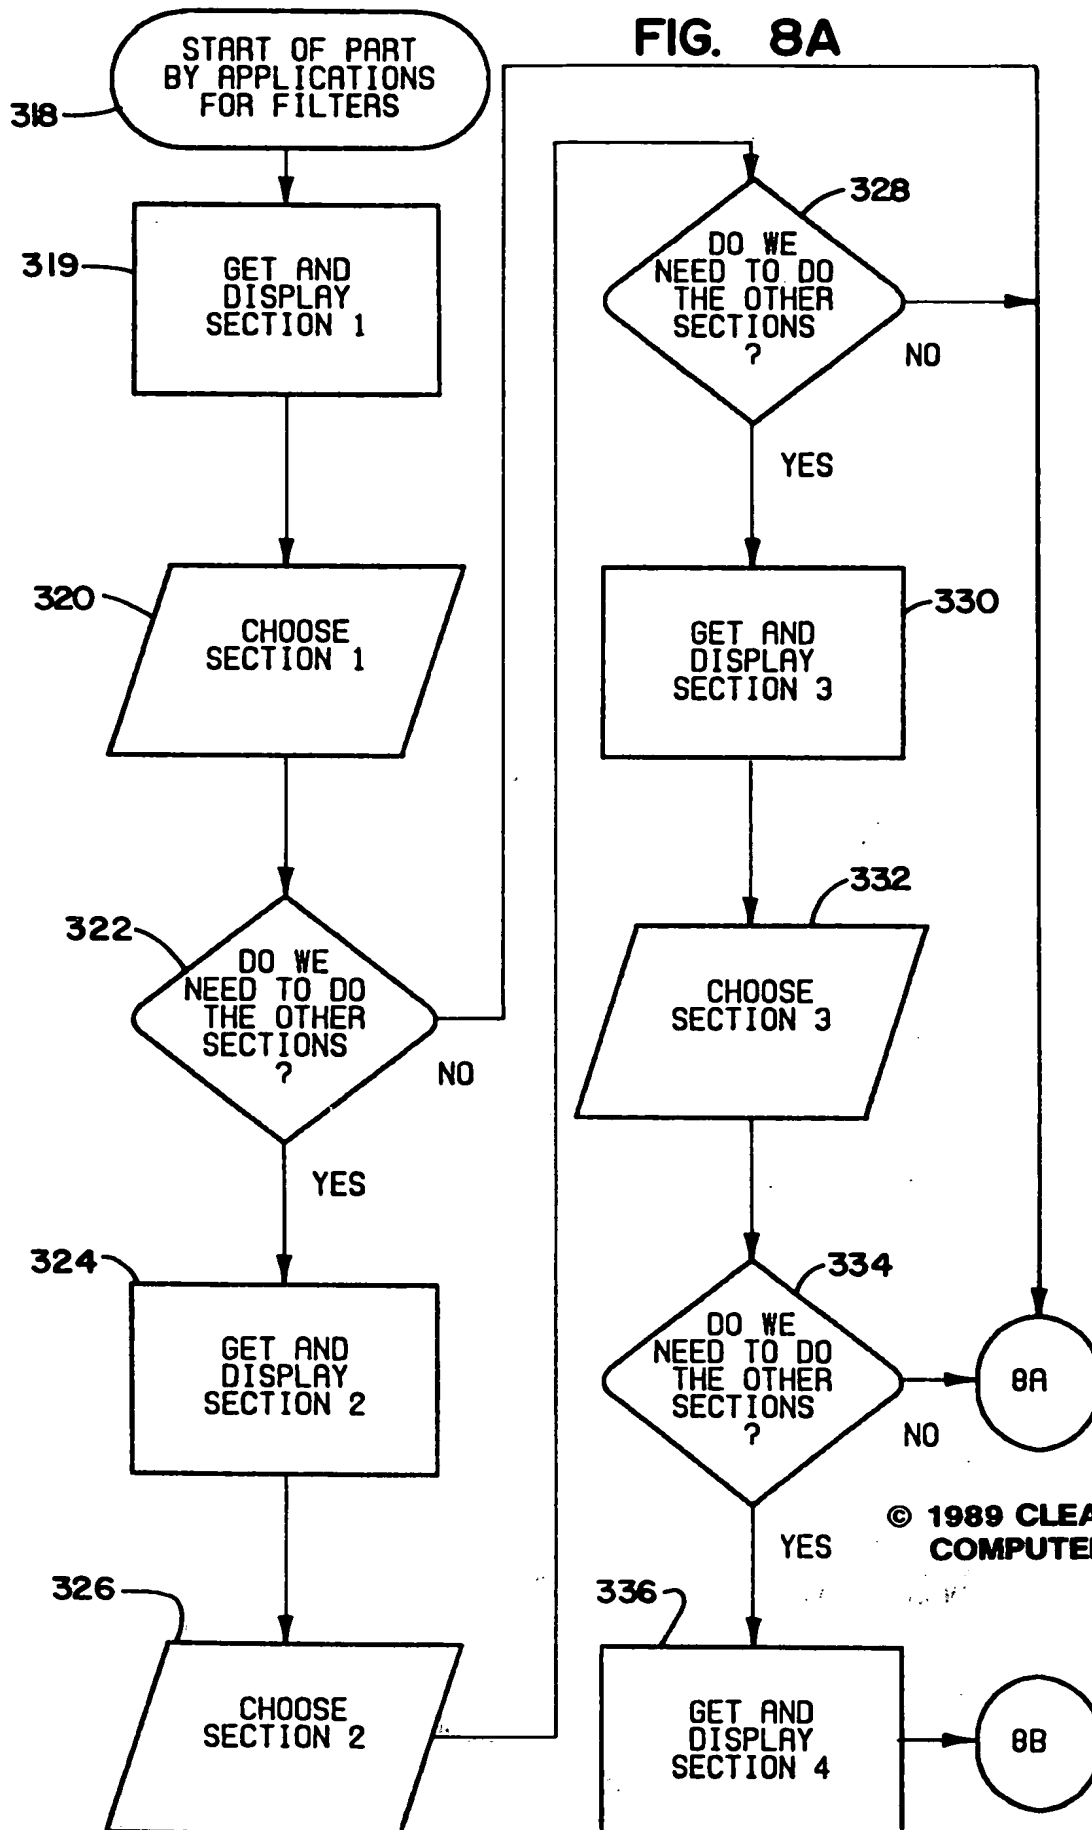 FIG. 8A
START OF PART
BY APPLICATIONS
FOR FILTERS
318
GET AND
DISPLAY
SECTION 1
319
CHOOSE
SECTION 1
320
DO WE
NEED TO DO
THE OTHER
SECTIONS
?
322
NO
YES
GET AND
DISPLAY
SECTION 2
324
CHOOSE
SECTION 2
326
DO WE
NEED TO DO
THE OTHER
SECTIONS
?
328
NO
YES
GET AND
DISPLAY
SECTION 3
330
CHOOSE
SECTION 3
332
DO WE
NEED TO DO
THE OTHER
SECTIONS
?
334
NO
8A
YES
© 1989
COMPUTE
GET AND
DISPLAY
SECTION 4
336
8B